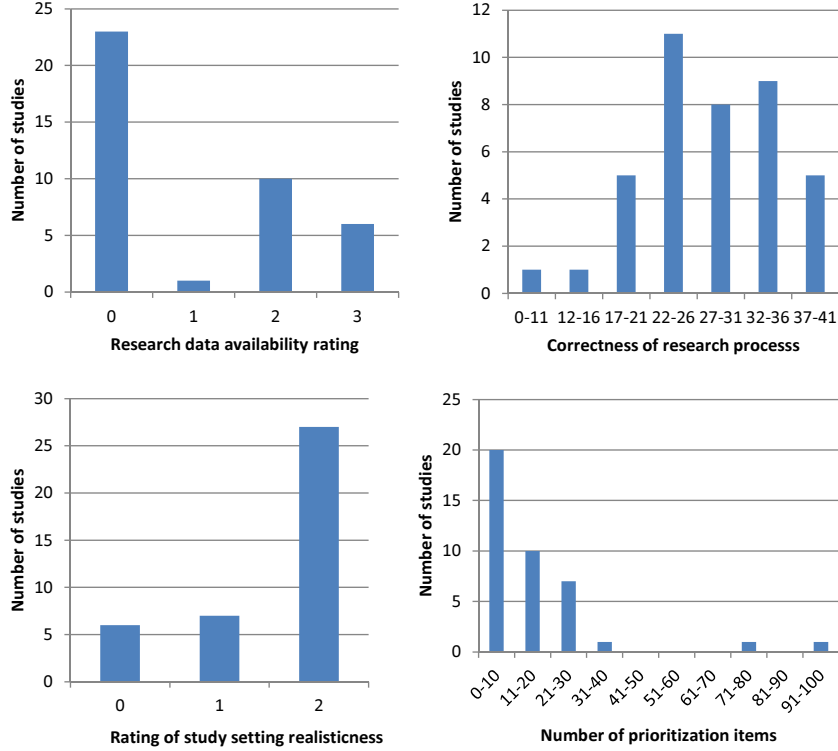 25
20
15
10
5
0
Number of studies
0 1 2 3
Research data availability rating
12
10
8
6
4
2
0
Number of studies
0-11 12-16 17-21 22-26 27-31 32-36 37-41
Correctness of research processs
30
25
20
15
10
5
0
Number of studies
0 1 2
Rating of study setting realisticness
25
20
15
10
5
0
Number of studies
0-10 11-20 21-30 31-40 41-50 51-60 61-70 71-80 81-90 91-100
Number of prioritization items